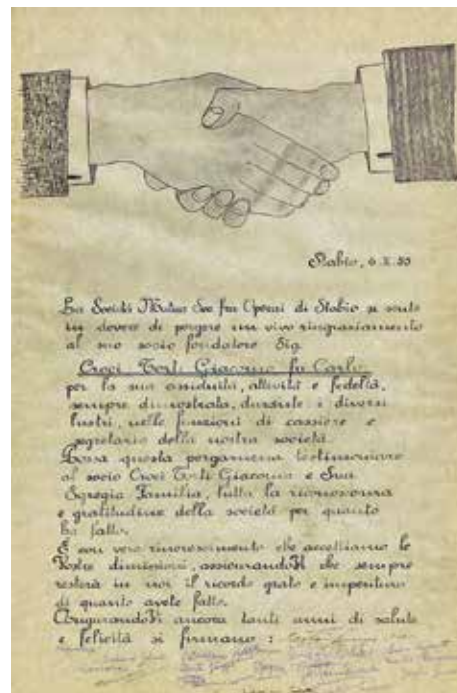 Stabio, 6.X.53
La Società Mutuo Soc fra Operai di Stabio si sente
in dovere di porgere un vivo ringraziamento
al suo socio fondatore Sig.
Croci Torti Giacomo fu Carlo
per la sua assiduità, attività e fedeltà,
sempre dimostrata, durante i diversi
lustri, nelle funzioni di cassiere e
segretario della nostra società.
Possa questa pergamena testimoniare
al socio Croci Torti Giacomo e Sua
Egregia Famiglia, tutta la riconoscenza
e gratitudine della società per quanto
ha fatto.
È con vero rincrescimento che accettiamo le
Vostre dimissioni, assicurandoVi che sempre
resterà in noi il ricordo grato e imperituro
di quanto avete fatto.
AugurandoVi ancora tanti anni di salute
e felicità si firmano :